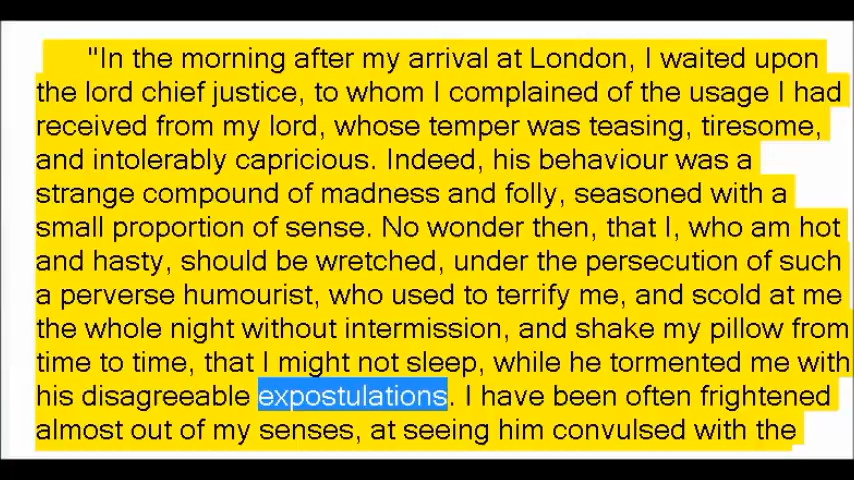 "In the morning after my arrival at London, I waited upon
the lord chief justice, to whom I complained of the usage I had
received from my lord, whose temper was teasing, tiresome,
and intolerably capricious. Indeed, his behaviour was a
strange compound of madness and folly, seasoned with a
small proportion of sense. No wonder then, that I, who am hot
and hasty, should be wretched, under the persecution of such
a perverse humourist, who used to terrify me, and scold at me
the whole night without intermission, and shake my pillow from
time to time, that I might not sleep, while he tormented me with
his disagreeable expostulations. I have been often frightened
almost out of my senses, at seeing him convulsed with the